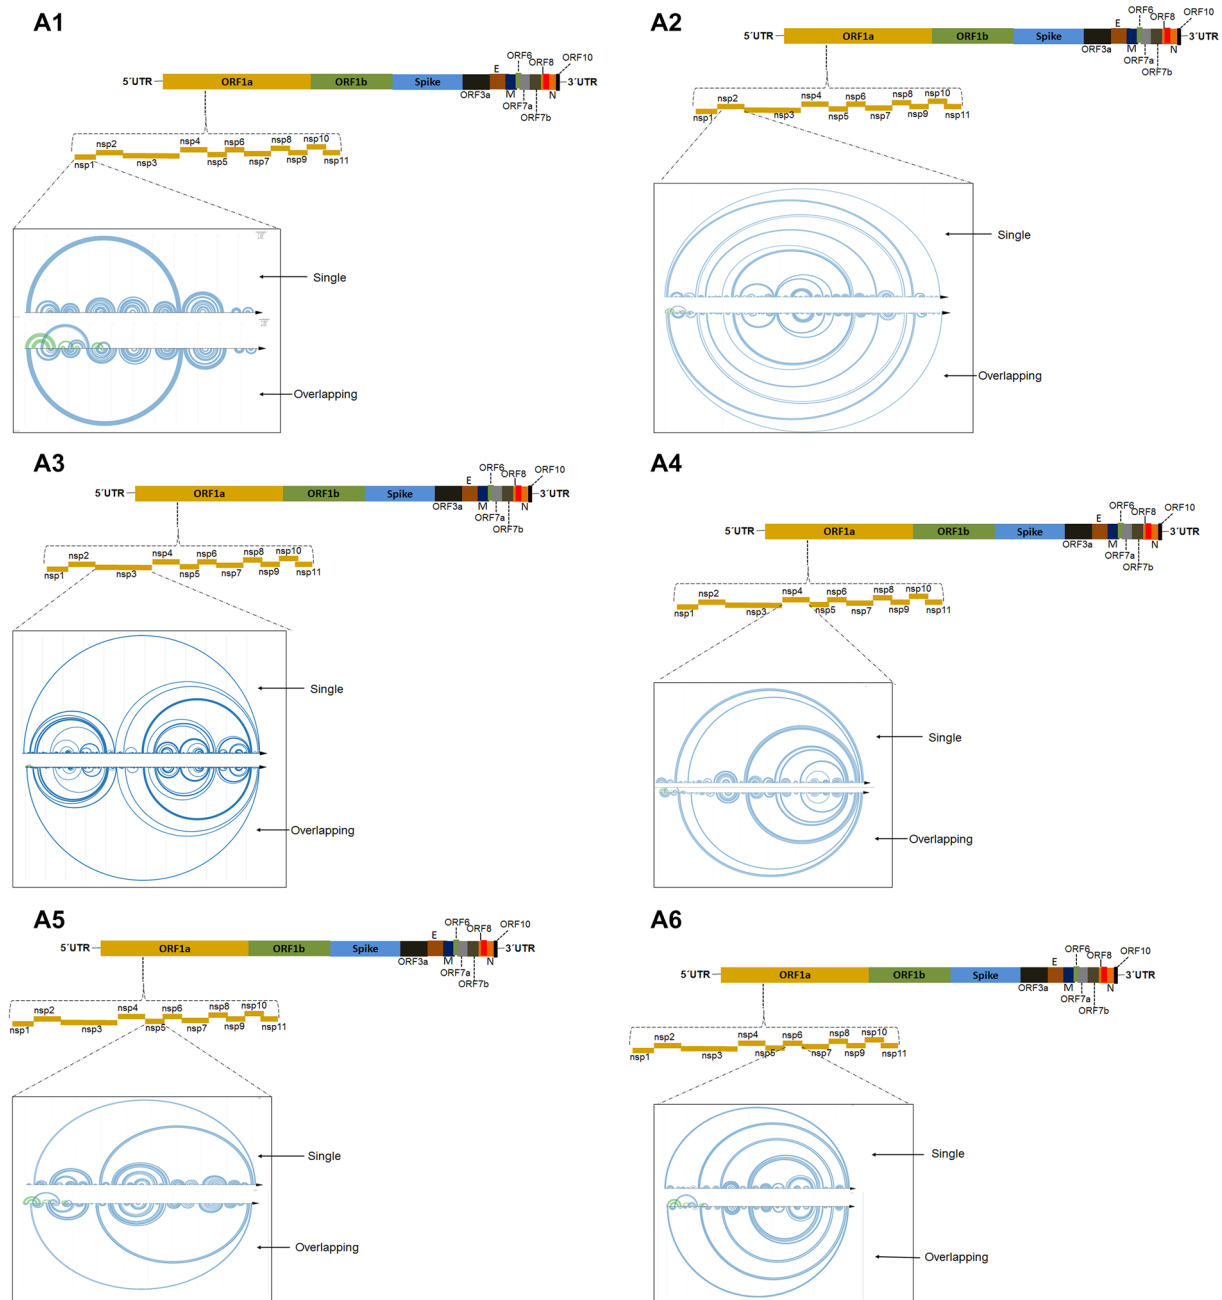 A1
ORF10
ORF6
ORF8
E
5´UTR
ORF1a
ORF1b
Spike
3´UTR
ORF3a
M
N
ORF7a
ORF7b
nsp2
nsp4
nsp6
nsp8
nsp10
nsp1
nsp3
nsp5
nsp7
nsp9
nsp11
Single
Overlapping
A2
ORF10
ORF6
ORF8
E
5´UTR
ORF1a
ORF1b
Spike
3´UTR
ORF3a
M
N
ORF7a
ORF7b
nsp2
nsp4
nsp6
nsp8
nsp10
nsp1
nsp3
nsp5
nsp7
nsp9
nsp11
Single
Overlapping
A3
ORF10
ORF6
ORF8
E
5´UTR
ORF1a
ORF1b
Spike
3´UTR
ORF3a
M
N
ORF7a
ORF7b
nsp2
nsp4
nsp6
nsp8
nsp10
nsp1
nsp3
nsp5
nsp7
nsp9
nsp11
Single
Overlapping
A4
ORF10
ORF6
ORF8
E
5´UTR
ORF1a
ORF1b
Spike
3´UTR
ORF3a
M
N
ORF7a
ORF7b
nsp2
nsp4
nsp6
nsp8
nsp10
nsp1
nsp3
nsp5
nsp7
nsp9
nsp11
Single
Overlapping
A5
ORF10
ORF6
ORF8
E
5´UTR
ORF1a
ORF1b
Spike
3´UTR
ORF3a
M
N
ORF7a
ORF7b
nsp2
nsp4
nsp6
nsp8
nsp10
nsp1
nsp3
nsp5
nsp7
nsp9
nsp11
Single
Overlapping
A6
ORF10
ORF6
ORF8
E
5´UTR
ORF1a
ORF1b
Spike
3´UTR
ORF3a
M
N
ORF7a
ORF7b
nsp2
nsp4
nsp6
nsp8
nsp10
nsp1
nsp3
nsp5
nsp7
nsp9
nsp11
Single
Overlapping